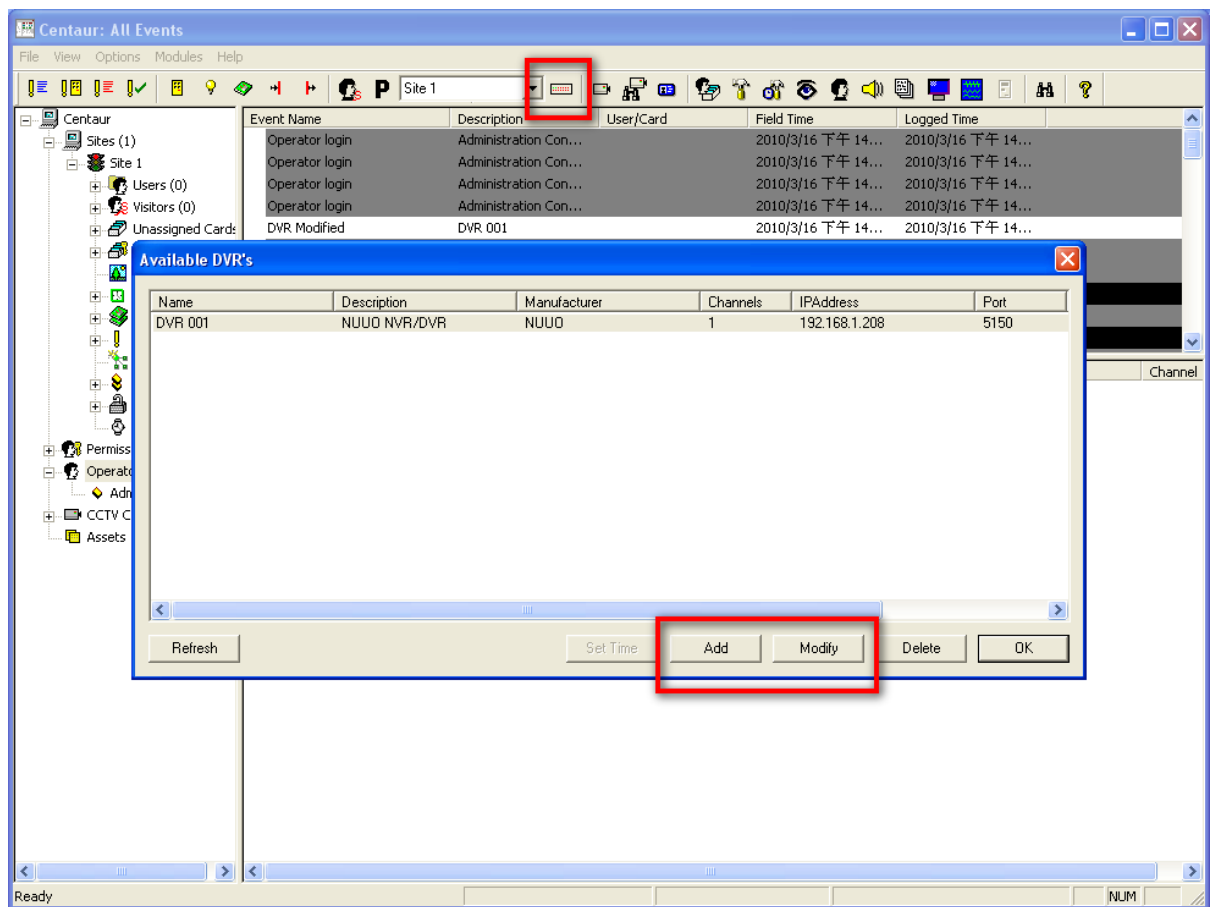 Centaur: All Events
File View Options Modules Help
P Site 1
Centaur
Sites (1)
Site 1
Users (0)
Visitors (0)
Unassigned Cards
Permiss
Operato
Adm
CCTV C
Assets
Event Name Description User/Card Field Time Logged Time
Operator login Administration Con... 2010/3/16 下午 14... 2010/3/16 下午 14...
Operator login Administration Con... 2010/3/16 下午 14... 2010/3/16 下午 14...
Operator login Administration Con... 2010/3/16 下午 14... 2010/3/16 下午 14...
Operator login Administration Con... 2010/3/16 下午 14... 2010/3/16 下午 14...
DVR Modified DVR 001 2010/3/16 下午 14... 2010/3/16 下午 14...
Channel
Available DVR's
Name Description Manufacturer Channels IPAddress Port
DVR 001 NUUO NVR/DVR NUUO 1 192.168.1.208 5150
Refresh Set Time Add Modify Delete OK
Ready NUM